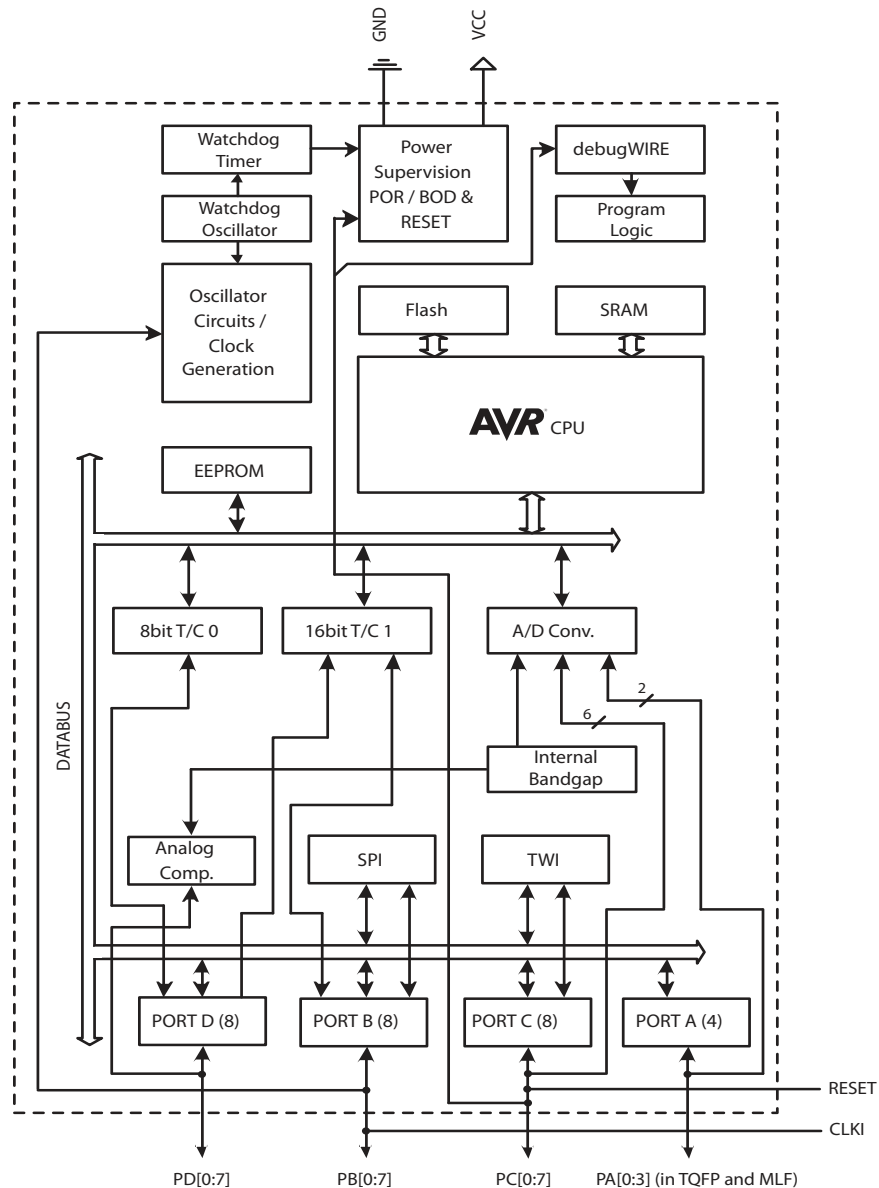 GND
VCC
Watchdog
Timer
Power
Supervision
POR / BOD &
RESET
debugWIRE
Watchdog
Oscillator
Program
Logic
Oscillator
Circuits /
Clock
Generation
Flash
SRAM
AVR CPU
EEPROM
8bit T/C 0
16bit T/C 1
A/D Conv.
2
6
DATABUS
Internal
Bandgap
Analog
Comp.
SPI
TWI
PORT D (8)
PORT B (8)
PORT C (8)
PORT A (4)
RESET
CLKI
PD[0:7]
PB[0:7]
PC[0:7]
PA[0:3] (in TQFP and MLF)